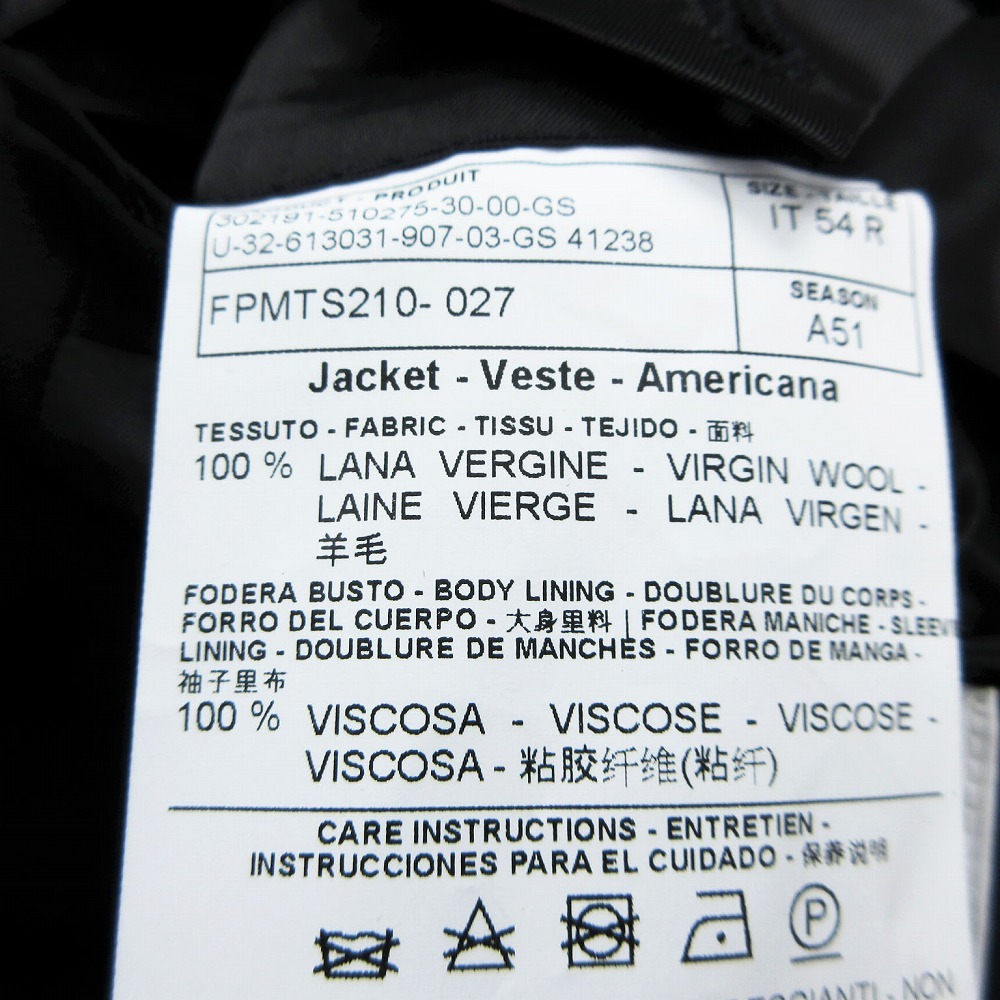 PRODUIT
302191-510275-30-00-GS
U-32-613031-907-03-GS 41238
SIZE - TAILLE
IT 54 R
FPMTS210- 027
SEASON
A51
Jacket - Veste - Americana
TESSUTO - FABRIC - TISSU - TEJIDO - 面料
100 % LANA VERGINE - VIRGIN WOOL -
LAINE VIERGE - LANA VIRGEN -
羊毛
FODERA BUSTO - BODY LINING - DOUBLURE DU CORPS -
FORRO DEL CUERPO - 大身里料 | FODERA MANICHE - SLEEVE
LINING - DOUBLURE DE MANCHES - FORRO DE MANGA -
袖子里布
100 % VISCOSA - VISCOSE - VISCOSE -
VISCOSA - 粘胶纤维(粘纤)
CARE INSTRUCTIONS - ENTRETIEN -
INSTRUCCIONES PARA EL CUIDADO - 保养说明
P
- NON